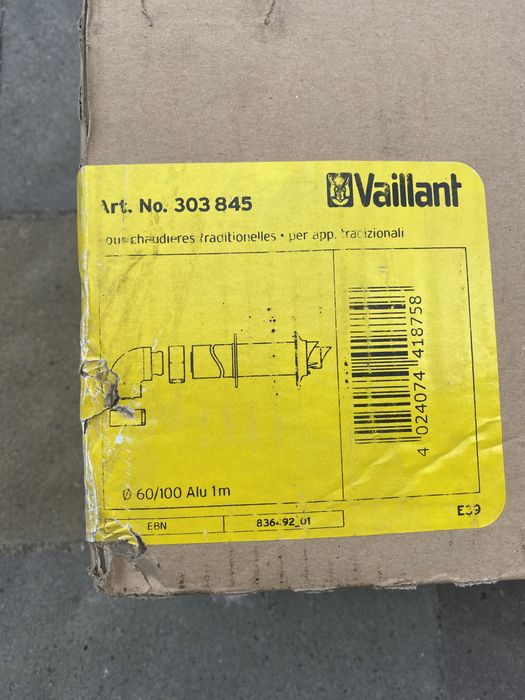 Art. No. 303 845
Vaillant
pour chaudieres traditionelles • per app. tradizionali
4 024074 418758
Ø 60/100 Alu 1m
EBN
836492_01
E39